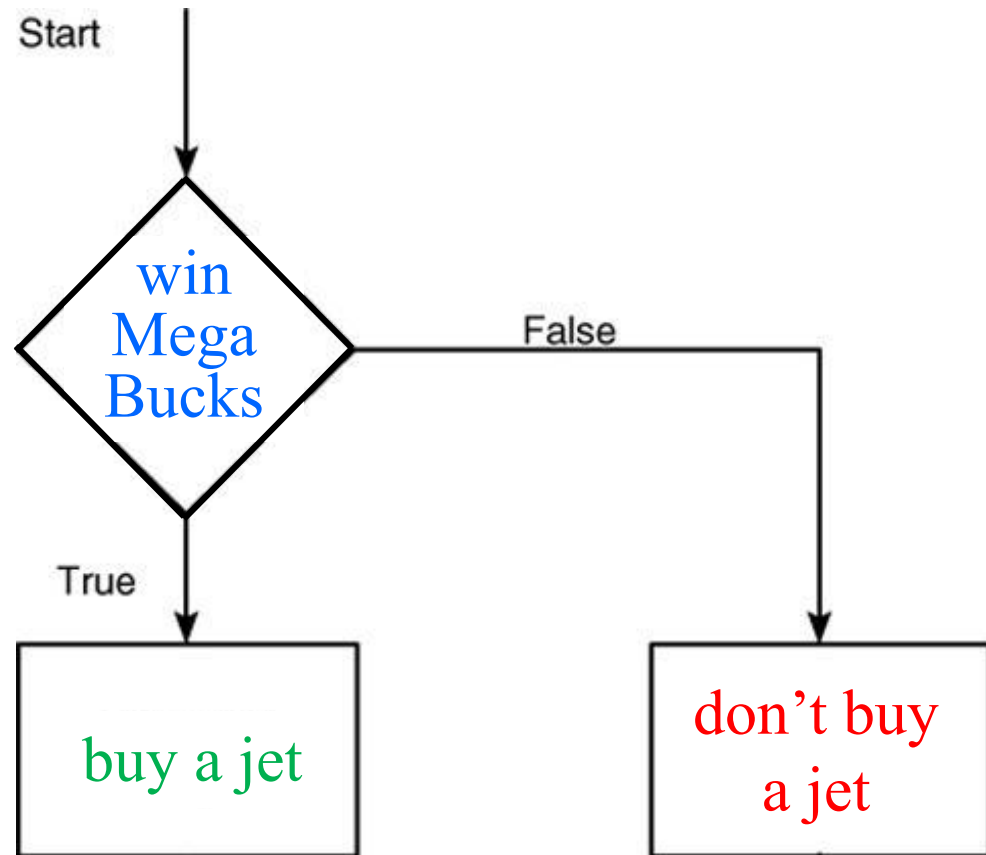 Start
win
Mega
Bucks
False
True
buy a jet
don’t buy
a jet